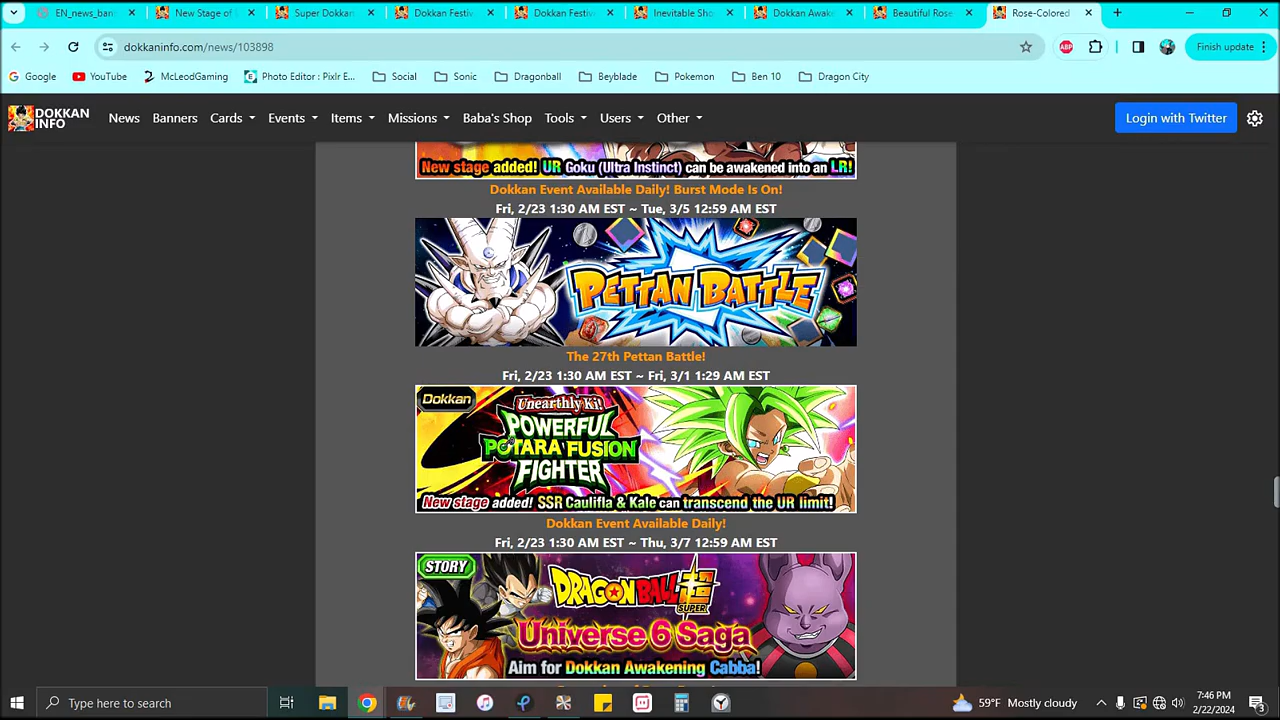 EN_news_ban
New Stage of
Super Dokkan
Dokkan Festiv
Dokkan Festiv
Inevitable Sho
Dokkan Awake
Beautiful Rose
Rose-Colored
dokkaninfo.com/news/103898
ABP
Finish update
Google
YouTube
McLeodGaming
Photo Editor : Pixlr E...
Social
Sonic
Dragonball
Beyblade
Pokemon
Ben 10
Dragon City
DOKKAN INFO
News
Banners
Cards
Events
Items
Missions
Baba's Shop
Tools
Users
Other
Login with Twitter
New stage added! UR Goku (Ultra Instinct) can be awakened into an LR!
Dokkan Event Available Daily! Burst Mode Is On!
Fri, 2/23 1:30 AM EST ~ Tue, 3/5 12:59 AM EST
PETTAN BATTLE
The 27th Pettan Battle!
Fri, 2/23 1:30 AM EST ~ Fri, 3/1 1:29 AM EST
Dokkan
Unearthly Ki!
POWERFUL
POTARA FUSION
FIGHTER
New stage added! SSR Caulifla & Kale can transcend the UR limit!
Dokkan Event Available Daily!
Fri, 2/23 1:30 AM EST ~ Thu, 3/7 12:59 AM EST
STORY
DRAGON BALL SUPER
Universe 6 Saga
Aim for Dokkan Awakening Cabba!
Type here to search
59°F Mostly cloudy
7:46 PM
2/22/2024
3